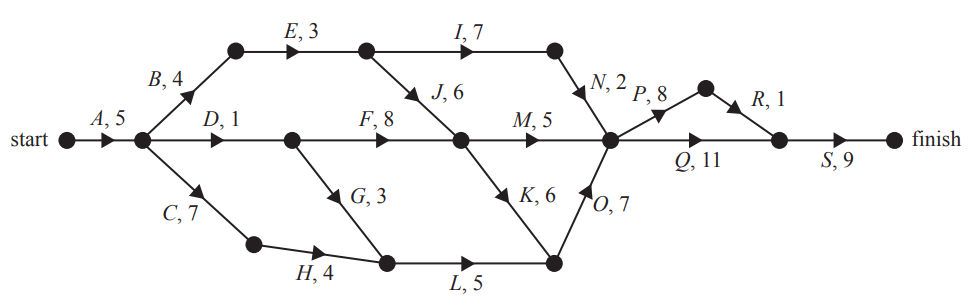 E, 3
I, 7
B, 4
J, 6
N, 2
P, 8
R, 1
start
A, 5
D, 1
F, 8
M, 5
Q, 11
S, 9
finish
C, 7
G, 3
K, 6
O, 7
H, 4
L, 5